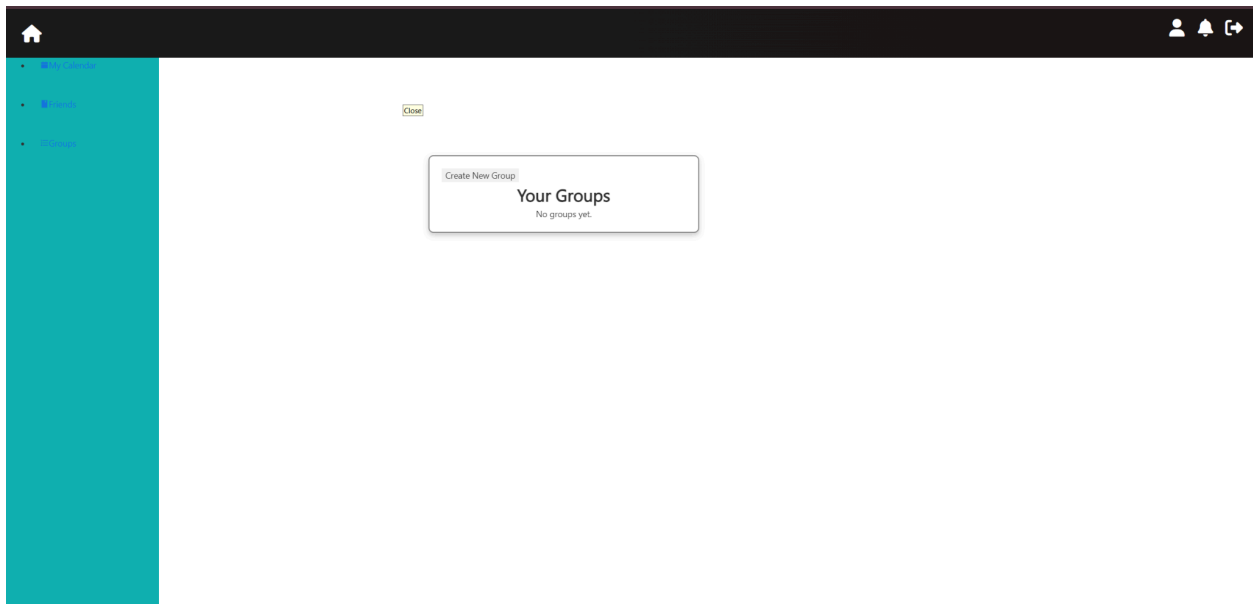 My Calendar
Friends
Groups
Close
Create New Group
Your Groups
No groups yet.